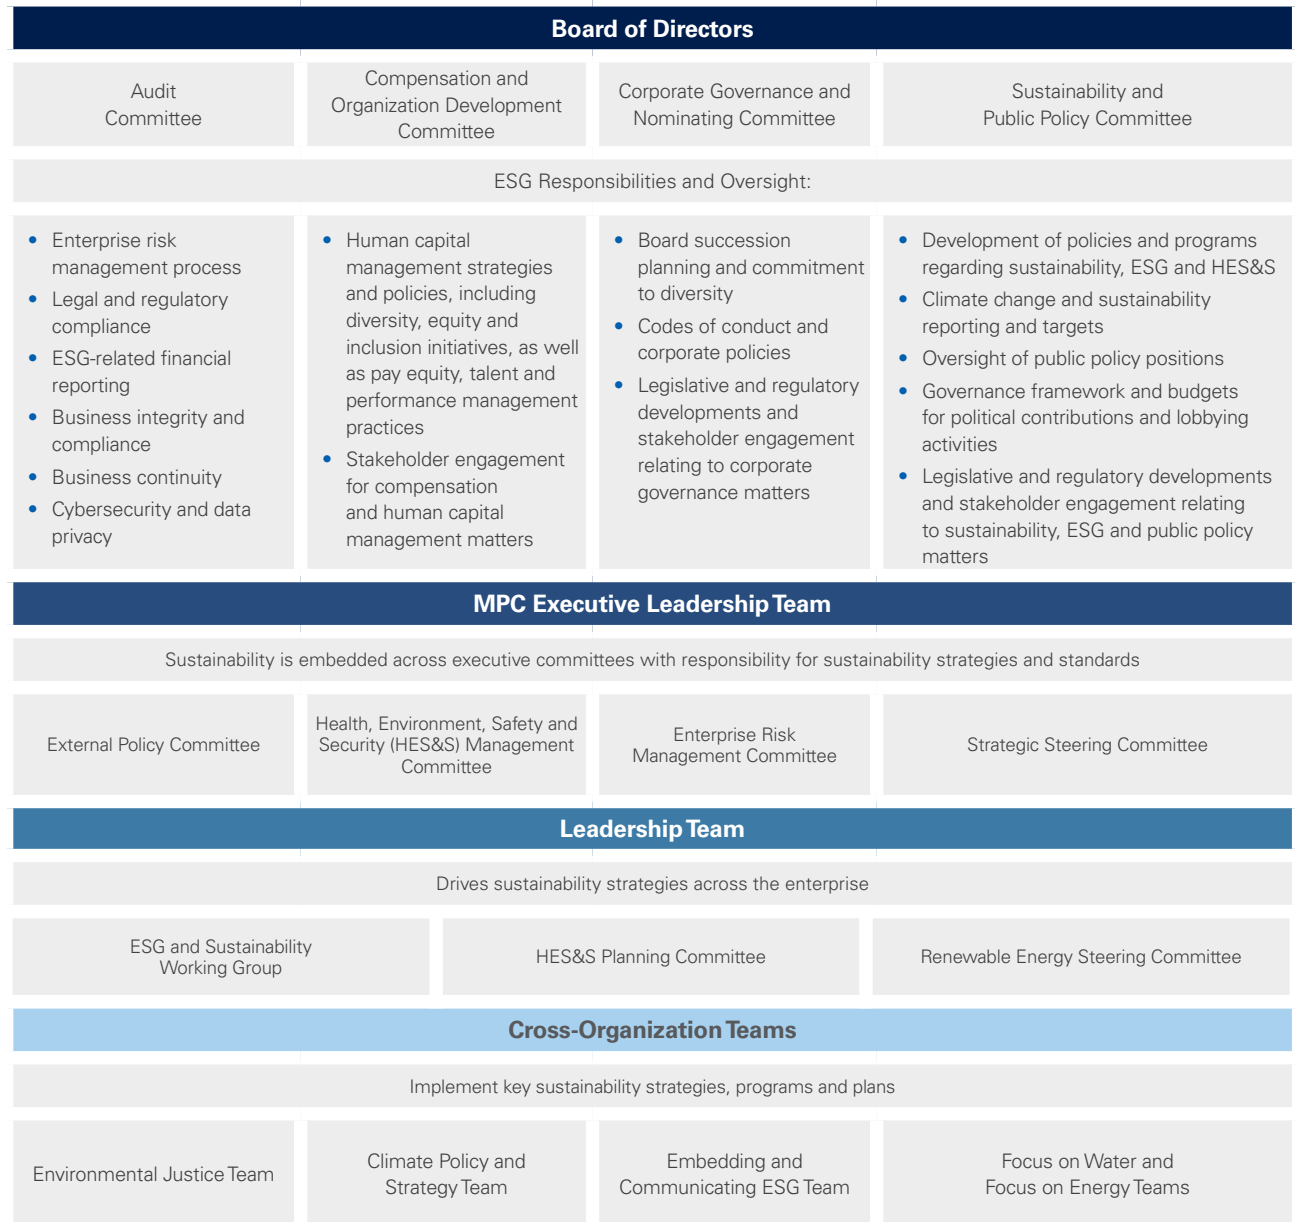 Board of Directors
Audit
Committee
Compensation and
Organization Development
Committee
Corporate Governance and
Nominating Committee
Sustainability and
Public Policy Committee
ESG Responsibilities and Oversight:
• Enterprise risk
management process
• Legal and regulatory
compliance
• ESG-related financial
reporting
• Business integrity and
compliance
• Business continuity
• Cybersecurity and data
privacy
• Human capital
management strategies
and policies, including
diversity, equity and
inclusion initiatives, as well
as pay equity, talent and
performance management
practices
• Stakeholder engagement
for compensation
and human capital
management matters
• Board succession
planning and commitment
to diversity
• Codes of conduct and
corporate policies
• Legislative and regulatory
developments and
stakeholder engagement
relating to corporate
governance matters
• Development of policies and programs
regarding sustainability, ESG and HES&S
• Climate change and sustainability
reporting and targets
• Oversight of public policy positions
• Governance framework and budgets
for political contributions and lobbying
activities
• Legislative and regulatory developments
and stakeholder engagement relating
to sustainability, ESG and public policy
matters
MPC Executive Leadership Team
Sustainability is embedded across executive committees with responsibility for sustainability strategies and standards
External Policy Committee
Health, Environment, Safety and
Security (HES&S) Management
Committee
Enterprise Risk
Management Committee
Strategic Steering Committee
Leadership Team
Drives sustainability strategies across the enterprise
ESG and Sustainability
Working Group
HES&S Planning Committee
Renewable Energy Steering Committee
Cross-Organization Teams
Implement key sustainability strategies, programs and plans
Environmental Justice Team
Climate Policy and
Strategy Team
Embedding and
Communicating ESG Team
Focus on Water and
Focus on Energy Teams